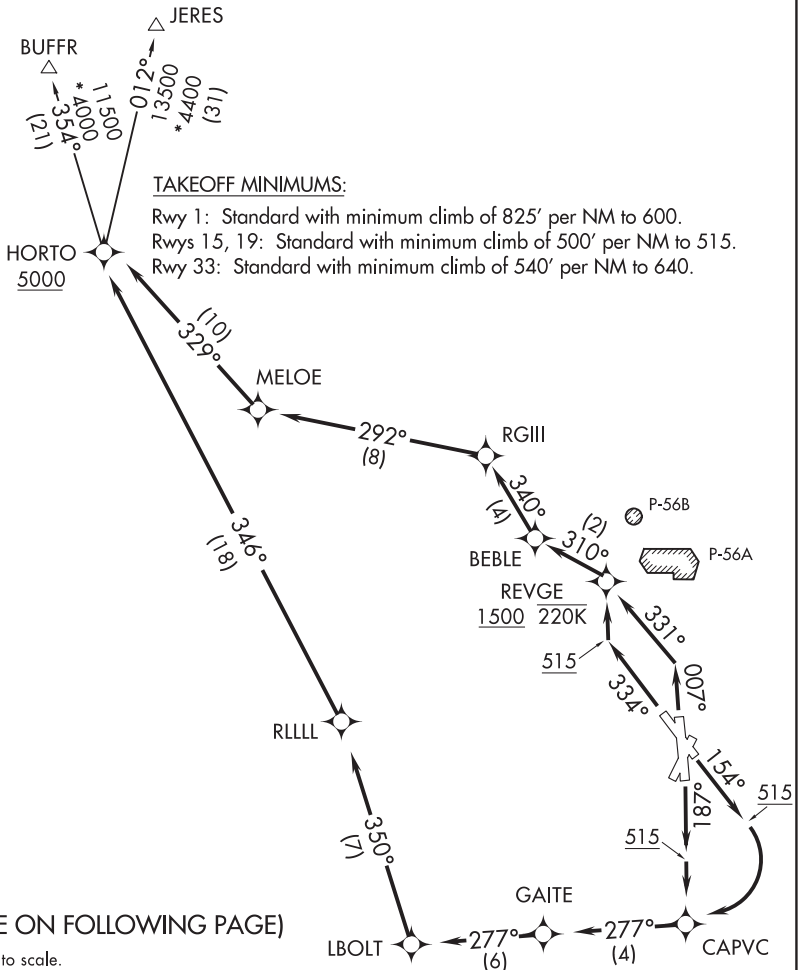 JERES
BUFFR
012°
13500
*4400
(31)
11500
*4000
354°
(21)
TAKEOFF MINIMUMS:
Rwy 1: Standard with minimum climb of 825' per NM to 600.
Rwys 15, 19: Standard with minimum climb of 500' per NM to 515.
Rwy 33: Standard with minimum climb of 540' per NM to 640.
HORTO
5000
(10)
329°
MELOE
292°
(8)
RGIII
340°
(4)
P-56B
(2)
310°
P-56A
BEBLE
REVGE
1500 220K
346°
(18)
331°
515
334°
007°
RLLLL
154°
515
187°
515
350°
(7)
GAITE
E ON FOLLOWING PAGE)
LBOLT
277°
(6)
277°
(4)
CAPVC
to scale.